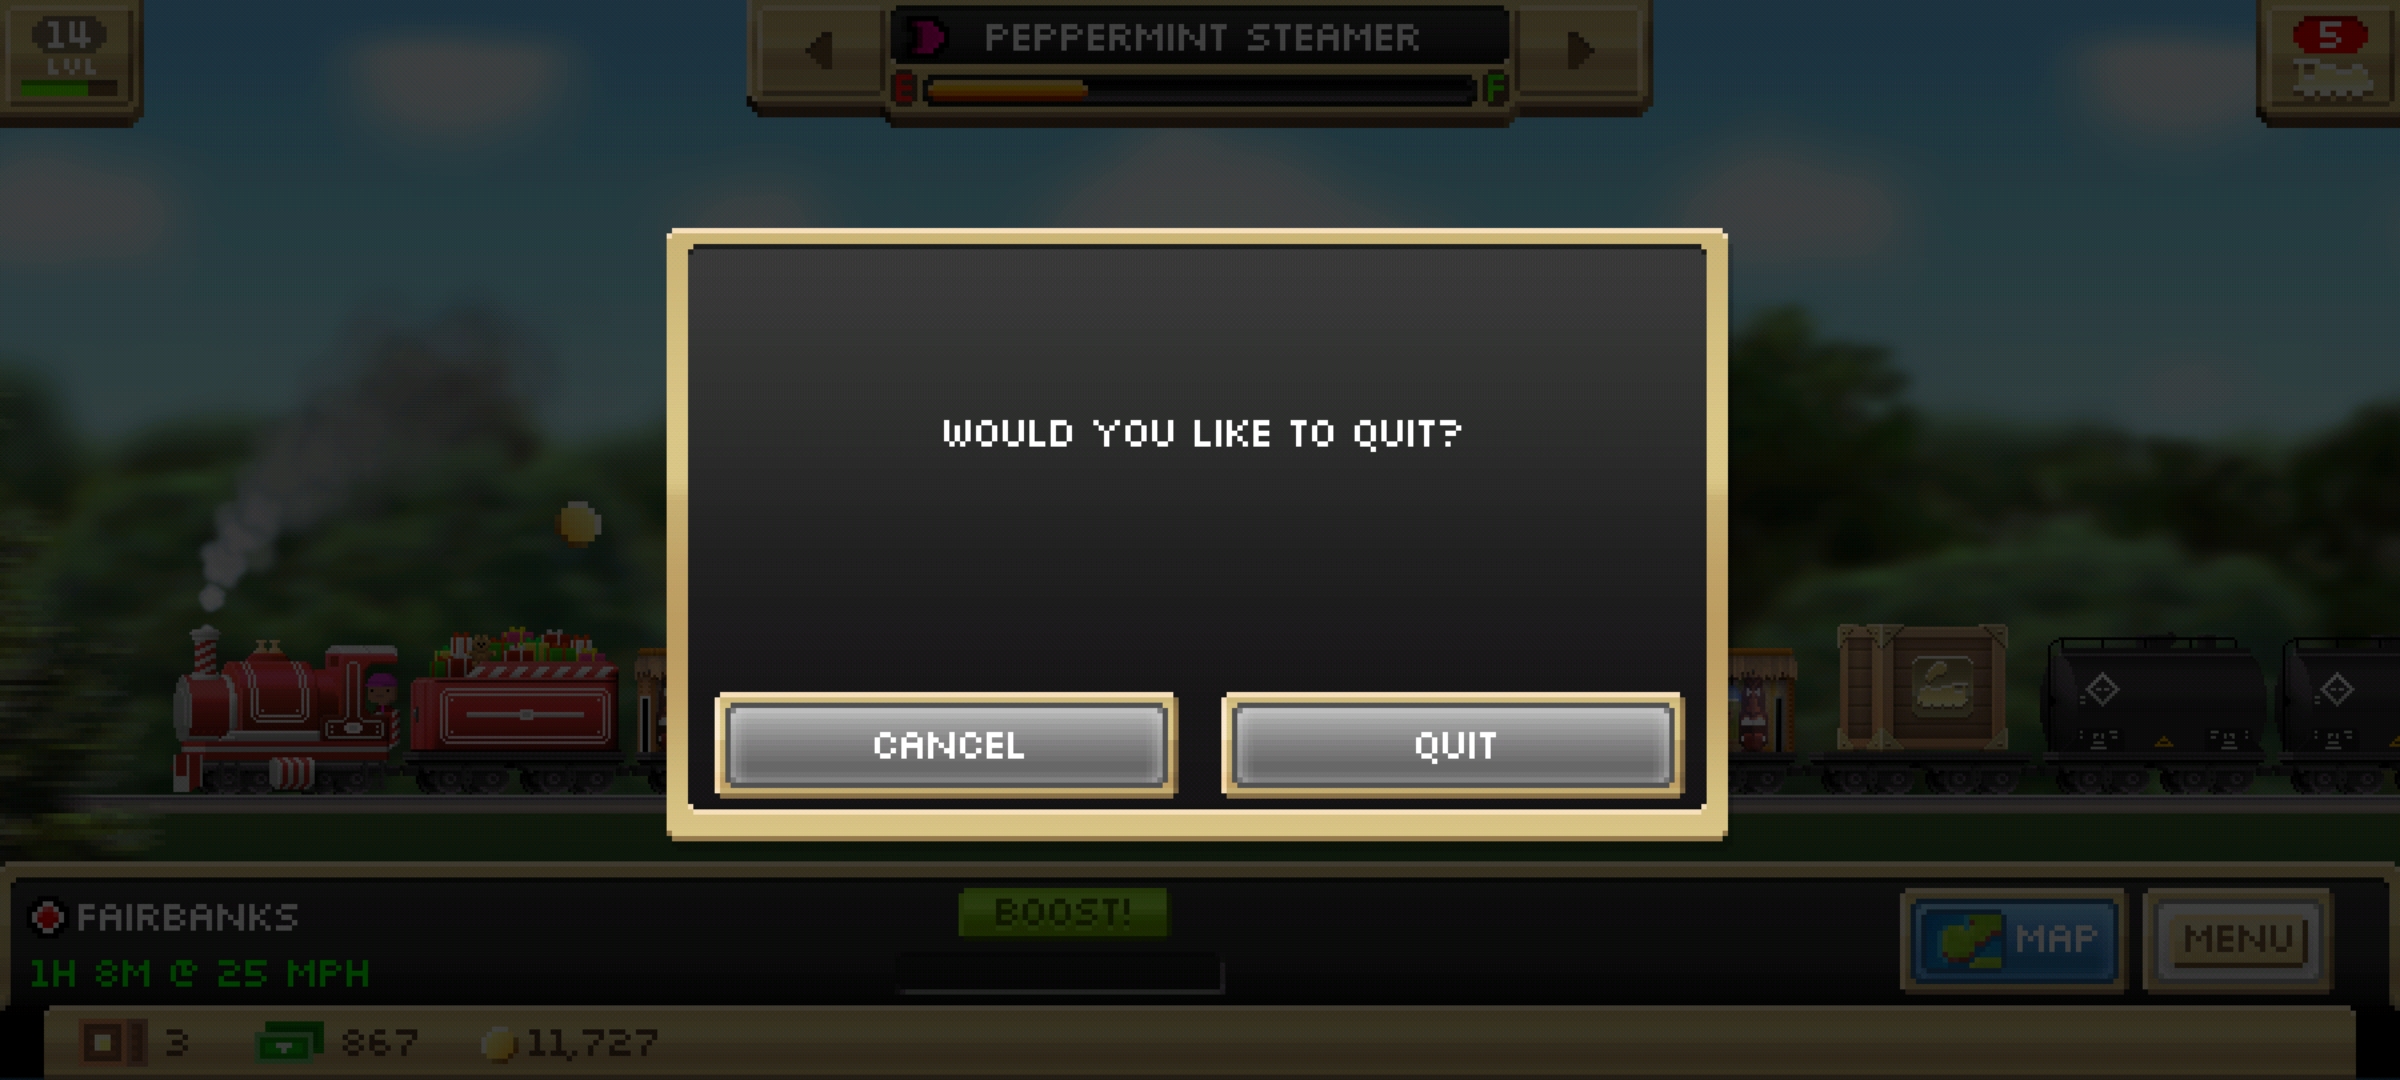 14
LVL
PEPPERMINT STEAMER
E F
5
WOULD YOU LIKE TO QUIT?
CANCEL QUIT
FAIRBANKS
1H 8M @ 25 MPH
BOOST!
MAP MENU
3 867 11,727